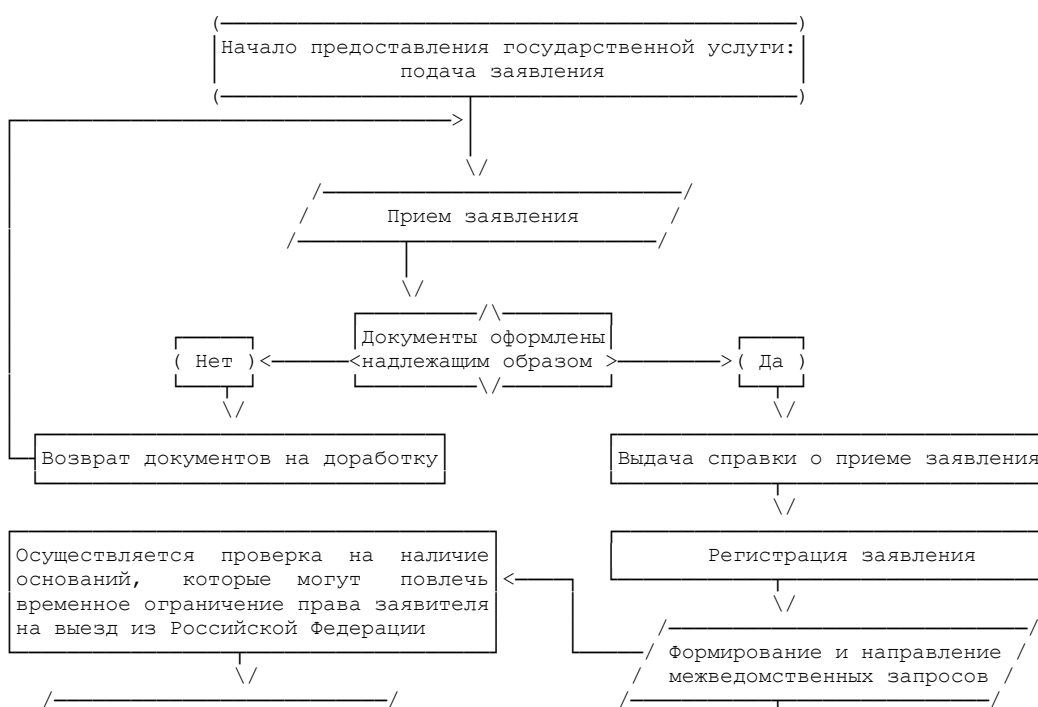 Начало предоставления государственной услуги:
подача заявления
Прием заявления
Документы оформлены
надлежащим образом
Нет
Да
Возврат документов на доработку
Выдача справки о приеме заявления
Регистрация заявления
Осуществляется проверка на наличие
оснований, которые могут повлечь
временное ограничение права заявителя
на выезд из Российской Федерации
Формирование и направление
межведомственных запросов